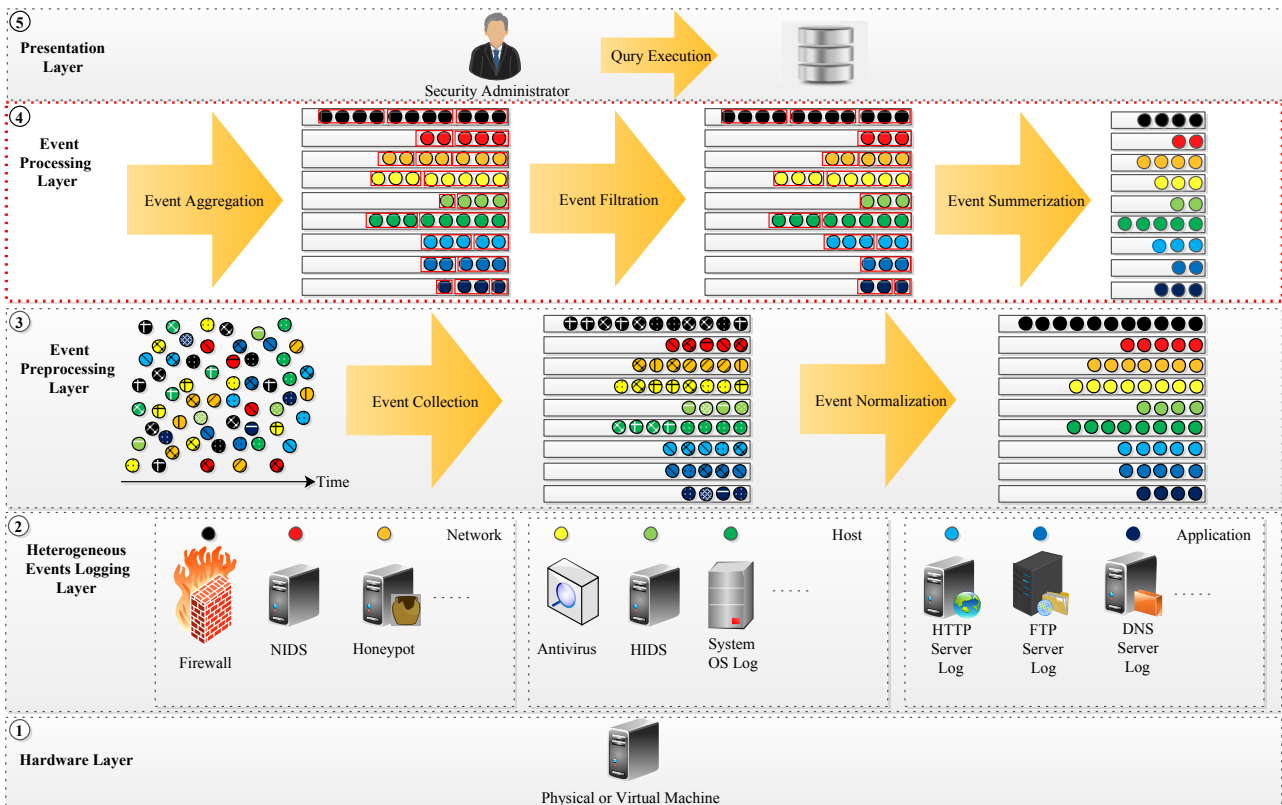 5
Presentation
Layer
Qury Execution
Security Administrator
4
Event
Processing
Layer
Event Aggregation
Event Filtration
Event Summerization
3
Event
Preprocessing
Layer
Event Collection
Event Normalization
Time
2
Heterogeneous
Events Logging
Layer
Network
Firewall
NIDS
Honeypot
.....
Host
Antivirus
HIDS
System
OS Log
.....
Application
HTTP
Server
Log
FTP
Server
Log
DNS
Server
Log
.....
1
Hardware Layer
Physical or Virtual Machine